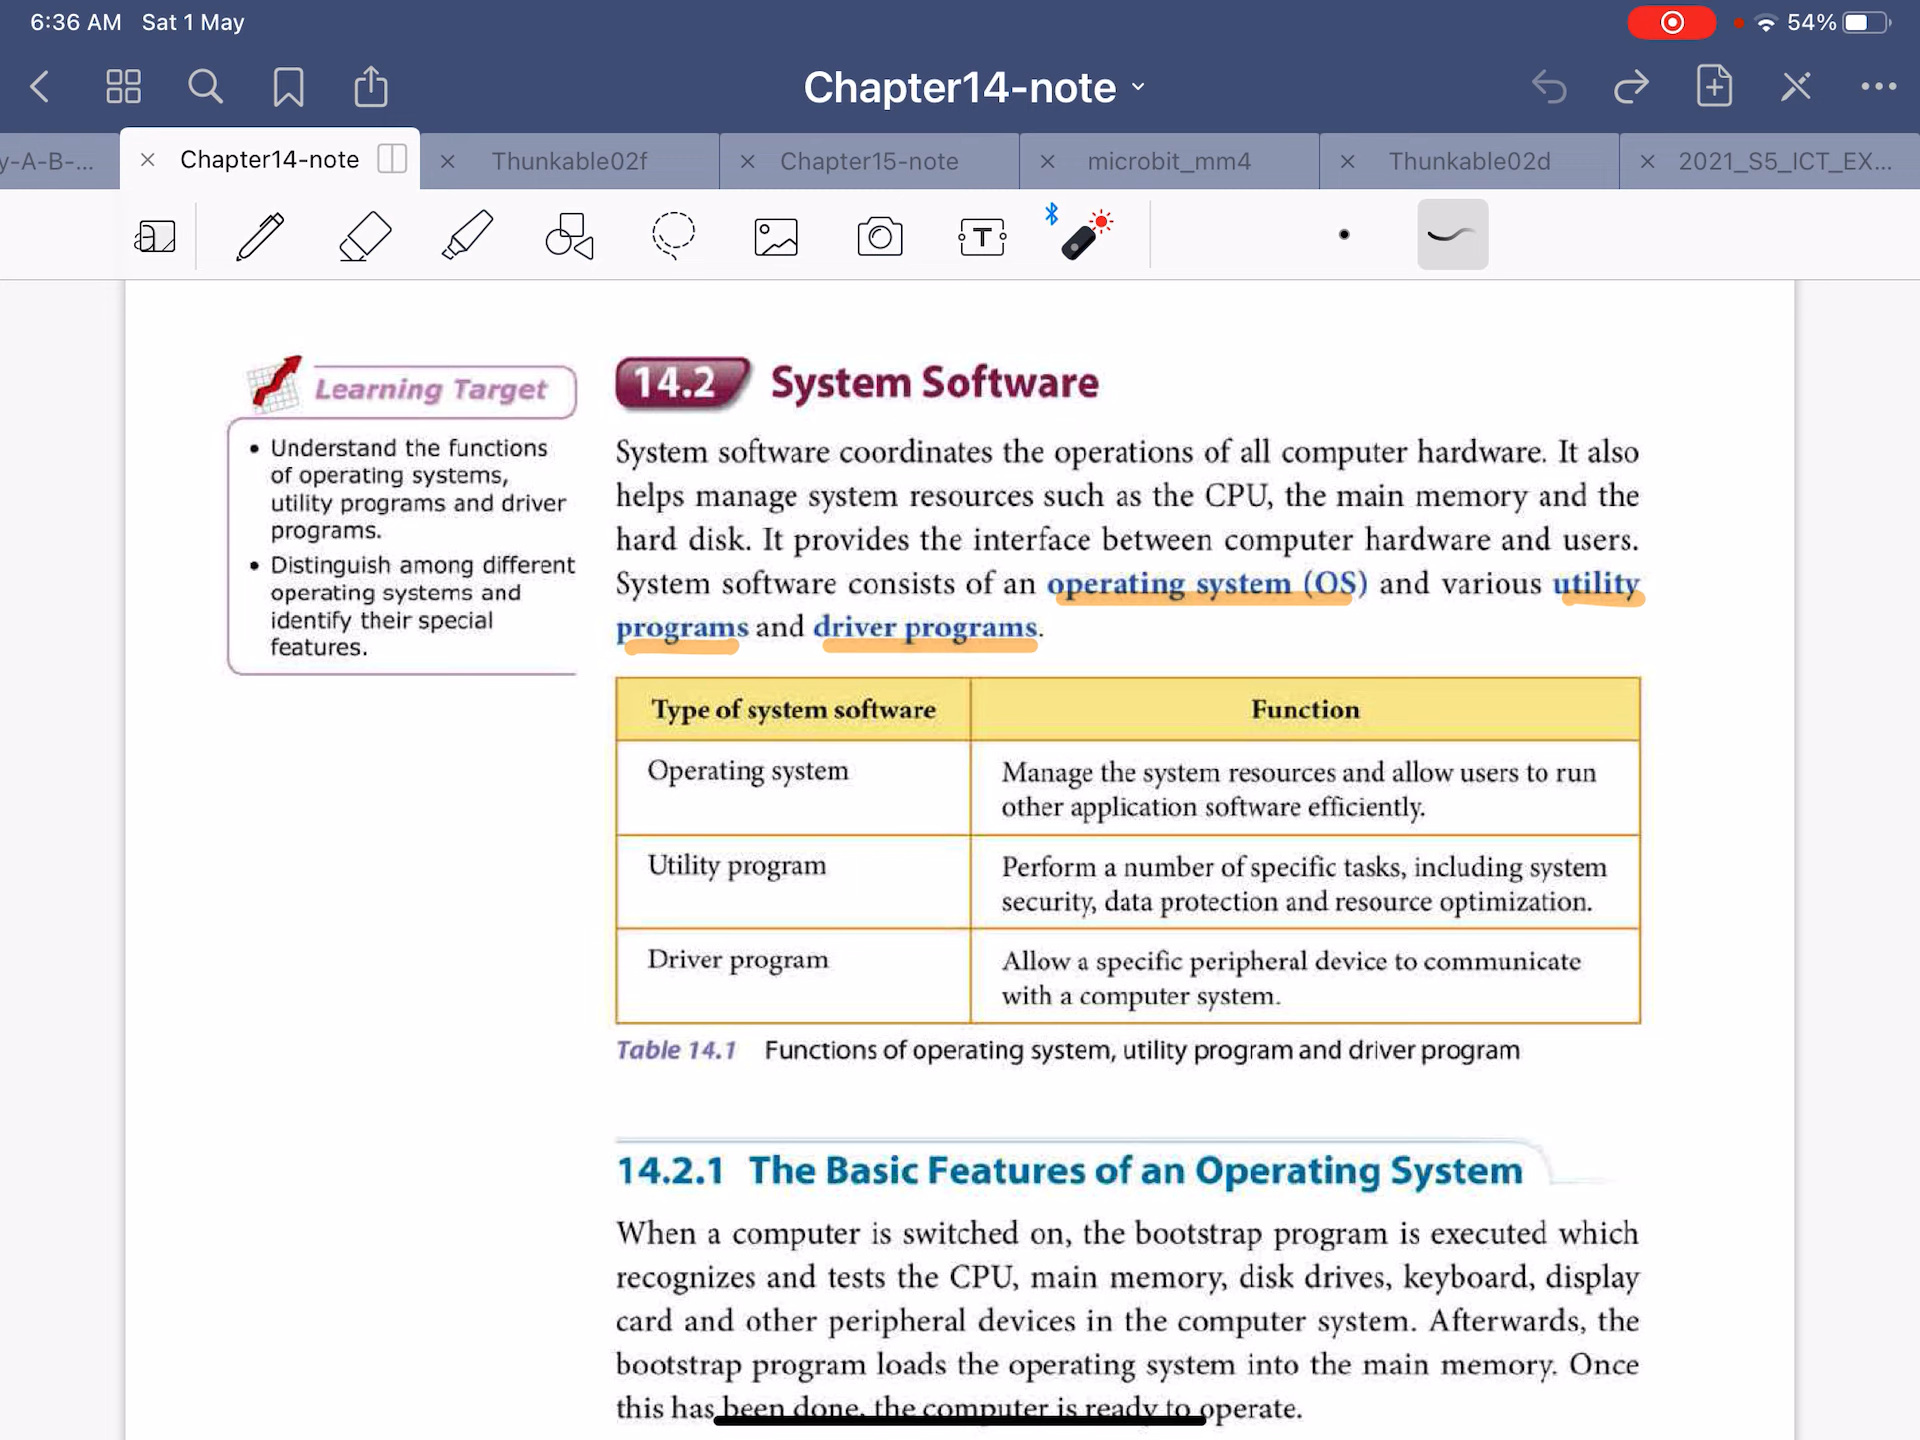 6:36 AM Sat 1 May
54%
Chapter14-note
y-A-B-...
Chapter14-note
Thunkable02f
Chapter15-note
microbit_mm4
Thunkable02d
2021_S5_ICT_EX...
Learning Target
• Understand the functions
of operating systems,
utility programs and driver
programs.
• Distinguish among different
operating systems and
identify their special
features.
14.2 System Software
System software coordinates the operations of all computer hardware. It also
helps manage system resources such as the CPU, the main memory and the
hard disk. It provides the interface between computer hardware and users.
System software consists of an operating system (OS) and various utility
programs and driver programs.
Type of system software Function
Operating system Manage the system resources and allow users to run
other application software efficiently.
Utility program Perform a number of specific tasks, including system
security, data protection and resource optimization.
Driver program Allow a specific peripheral device to communicate
with a computer system.
Table 14.1 Functions of operating system, utility program and driver program
14.2.1 The Basic Features of an Operating System
When a computer is switched on, the bootstrap program is executed which
recognizes and tests the CPU, main memory, disk drives, keyboard, display
card and other peripheral devices in the computer system. Afterwards, the
bootstrap program loads the operating system into the main memory. Once
this has been done, the computer is ready to operate.